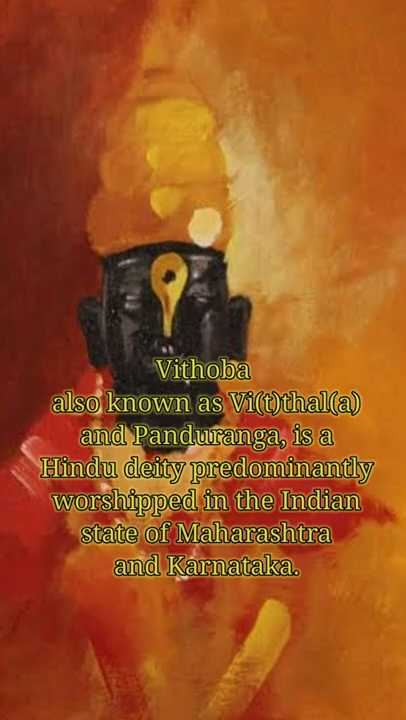 Vithoba
also known as Vi(t)thal(a)
and Panduranga, is a
Hindu deity predominantly
worshipped in the Indian
state of Maharashtra
and Karnataka.